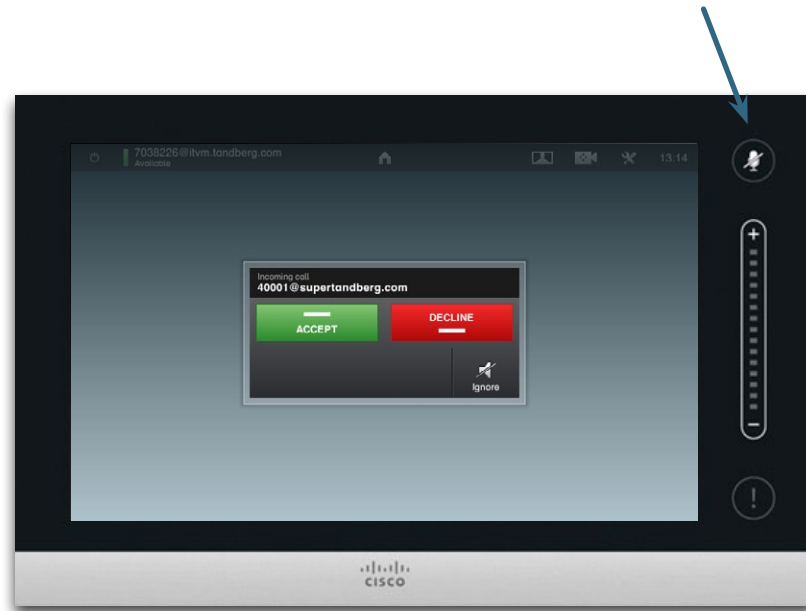 7038226@itvm.tandberg.com
Available
13:14
Incoming call
40001@supertandberg.com
ACCEPT
DECLINE
Ignore
+
–
!
CISCO